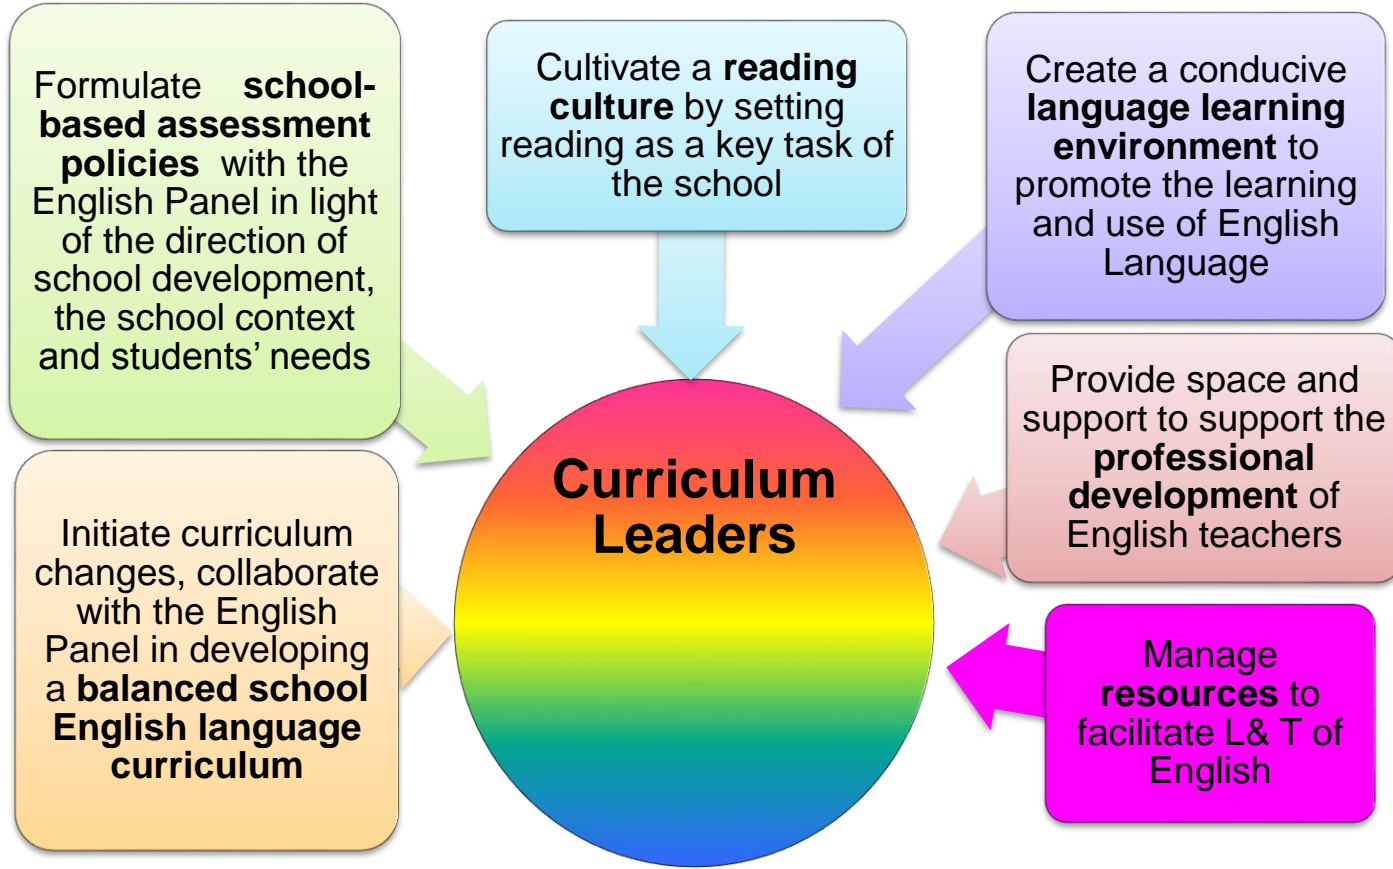 Formulate school-
based assessment
policies with the
English Panel in light
of the direction of
school development,
the school context
and students’ needs
Cultivate a reading
culture by setting
reading as a key task of
the school
Create a conducive
language learning
environment to
promote the learning
and use of English
Language
Provide space and
support to support the
professional
development of
English teachers
Curriculum
Leaders
Initiate curriculum
changes, collaborate
with the English
Panel in developing
a balanced school
English language
curriculum
Manage
resources to
facilitate L& T of
English